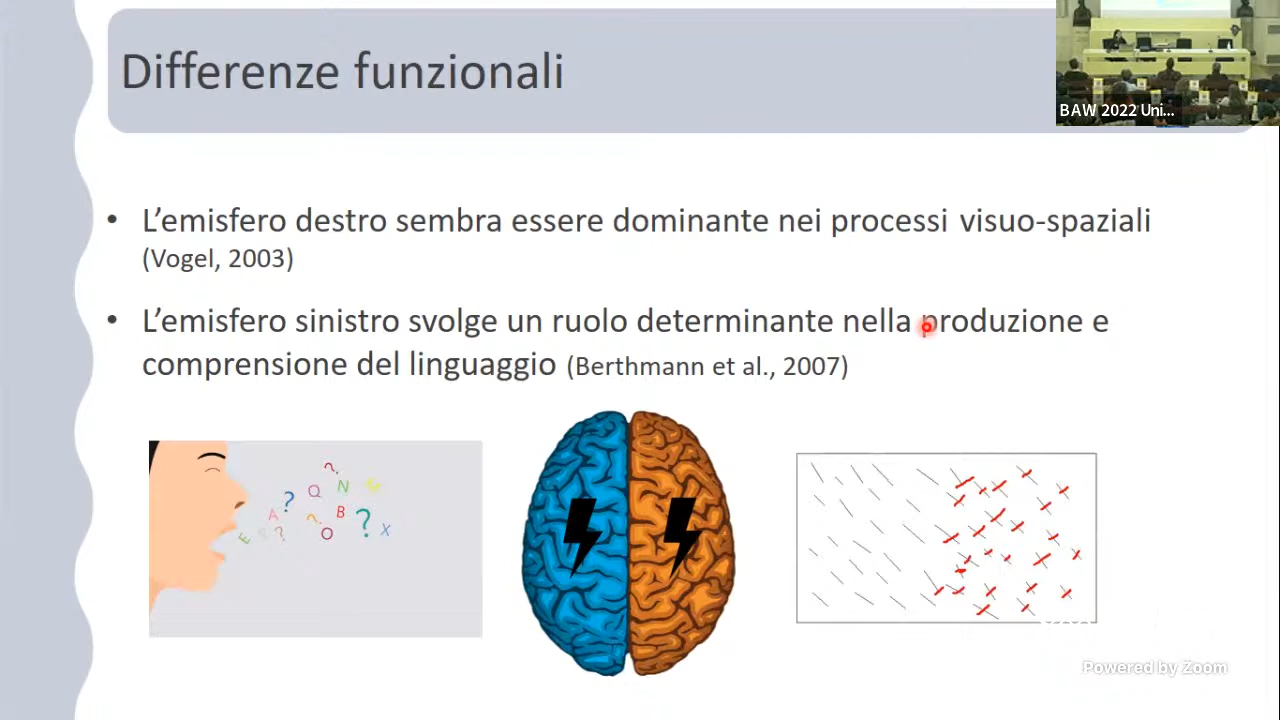 Differenze funzionali
BAW 2022 Uni...
• L'emisfero destro sembra essere dominante nei processi visuo-spaziali
(Vogel, 2003)
• L'emisfero sinistro svolge un ruolo determinante nella produzione e
comprensione del linguaggio (Berthmann et al., 2007)
? Q N
A ? B ? X
E ? O
Powered by Zoom